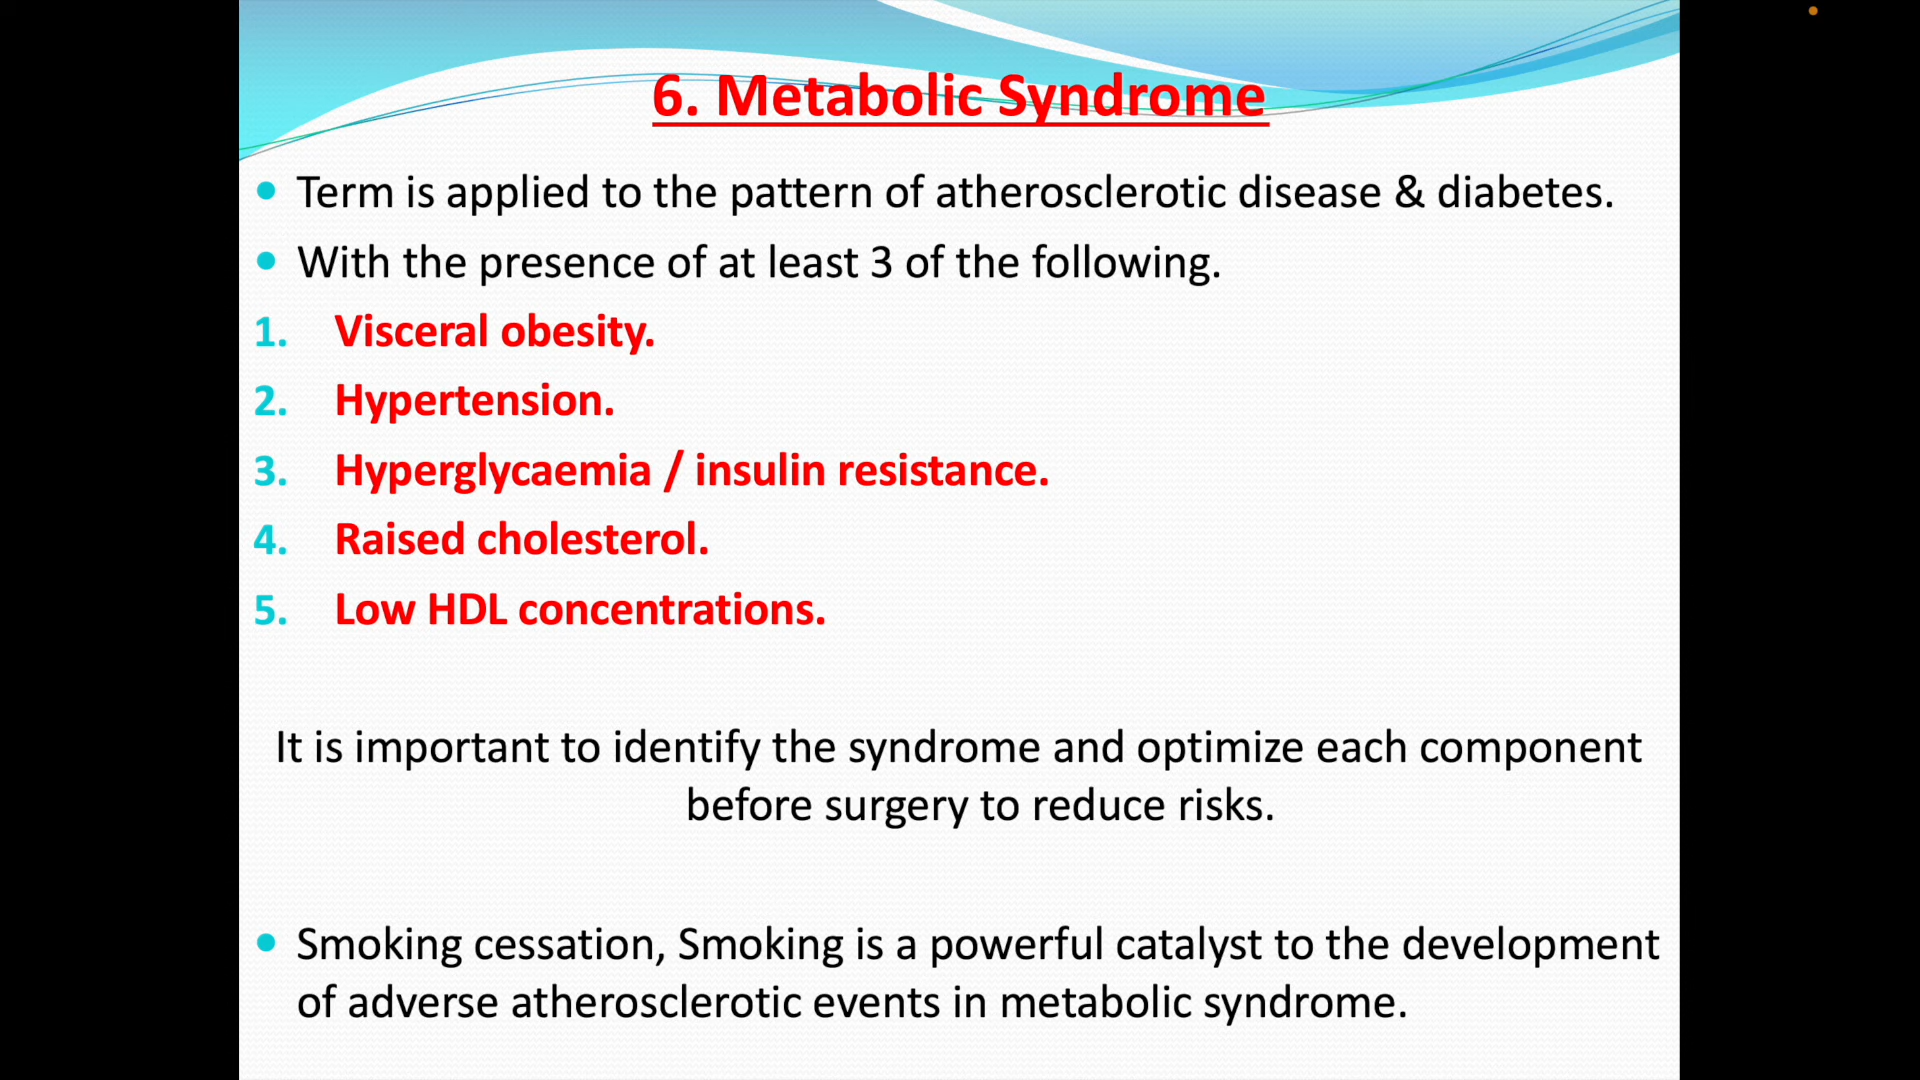 6. Metabolic Syndrome
• Term is applied to the pattern of atherosclerotic disease & diabetes.
• With the presence of at least 3 of the following.
1. Visceral obesity.
2. Hypertension.
3. Hyperglycaemia / insulin resistance.
4. Raised cholesterol.
5. Low HDL concentrations.
It is important to identify the syndrome and optimize each component
before surgery to reduce risks.
• Smoking cessation, Smoking is a powerful catalyst to the development
of adverse atherosclerotic events in metabolic syndrome.